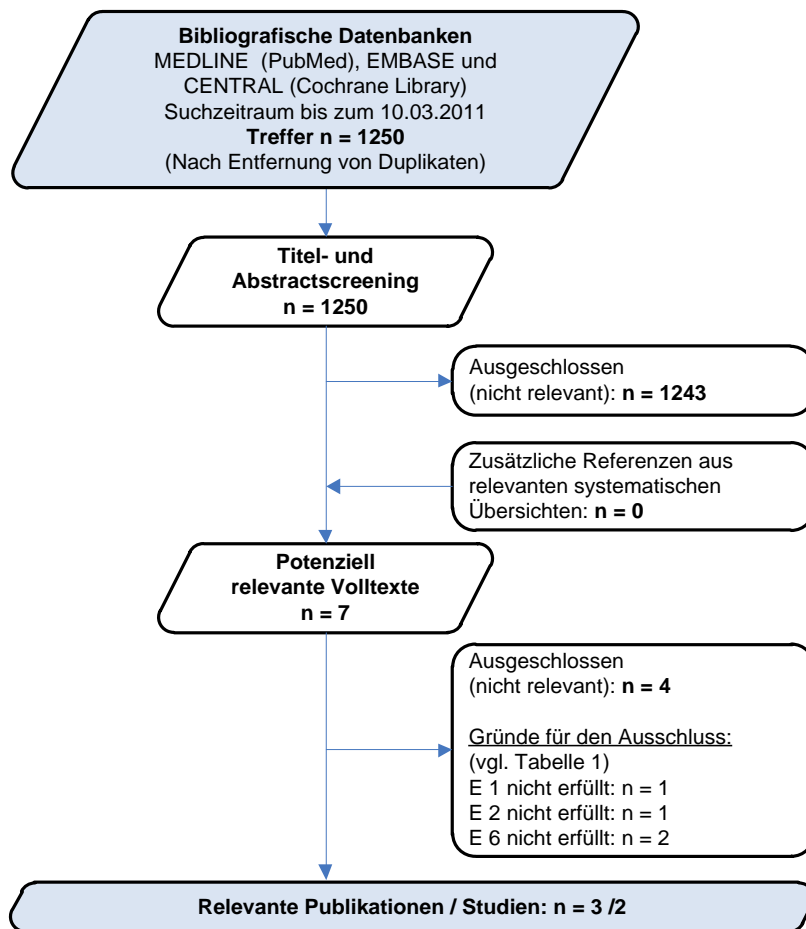 Bibliografische Datenbanken
MEDLINE (PubMed), EMBASE und
CENTRAL (Cochrane Library)
Suchzeitraum bis zum 10.03.2011
Treffer n = 1250
(Nach Entfernung von Duplikaten)
Titel- und
Abstractscreening
n = 1250
Ausgeschlossen
(nicht relevant): n = 1243
Zusätzliche Referenzen aus
relevanten systematischen
Übersichten: n = 0
Potenziell
relevante Volltexte
n = 7
Ausgeschlossen
(nicht relevant): n = 4
Gründe für den Ausschluss:
(vgl. Tabelle 1)
E 1 nicht erfüllt: n = 1
E 2 nicht erfüllt: n = 1
E 6 nicht erfüllt: n = 2
Relevante Publikationen / Studien: n = 3 /2